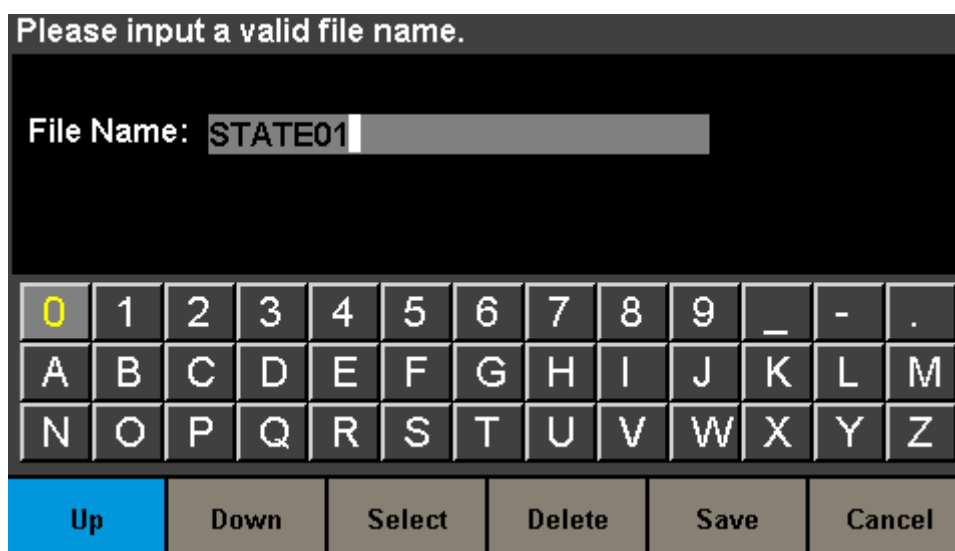 Please input a valid file name.
File Name: STATE01
0 1 2 3 4 5 6 7 8 9 _ - .
A B C D E F G H I J K L M
N O P Q R S T U V W X Y Z
Up Down Select Delete Save Cancel